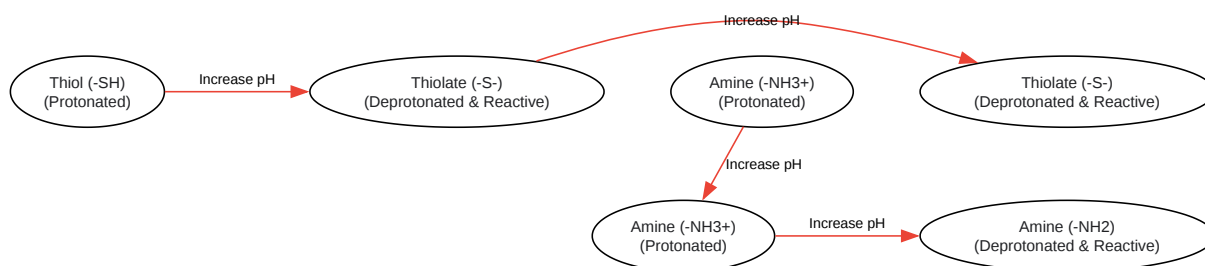 Increase pH
Thiol (-SH)
(Protonated)
Increase pH
Thiolate (-S-)
(Deprotonated & Reactive)
Amine (-NH3+)
(Protonated)
Thiolate (-S-)
(Deprotonated & Reactive)
Increase pH
Amine (-NH3+)
(Protonated)
Increase pH
Amine (-NH2)
(Deprotonated & Reactive)